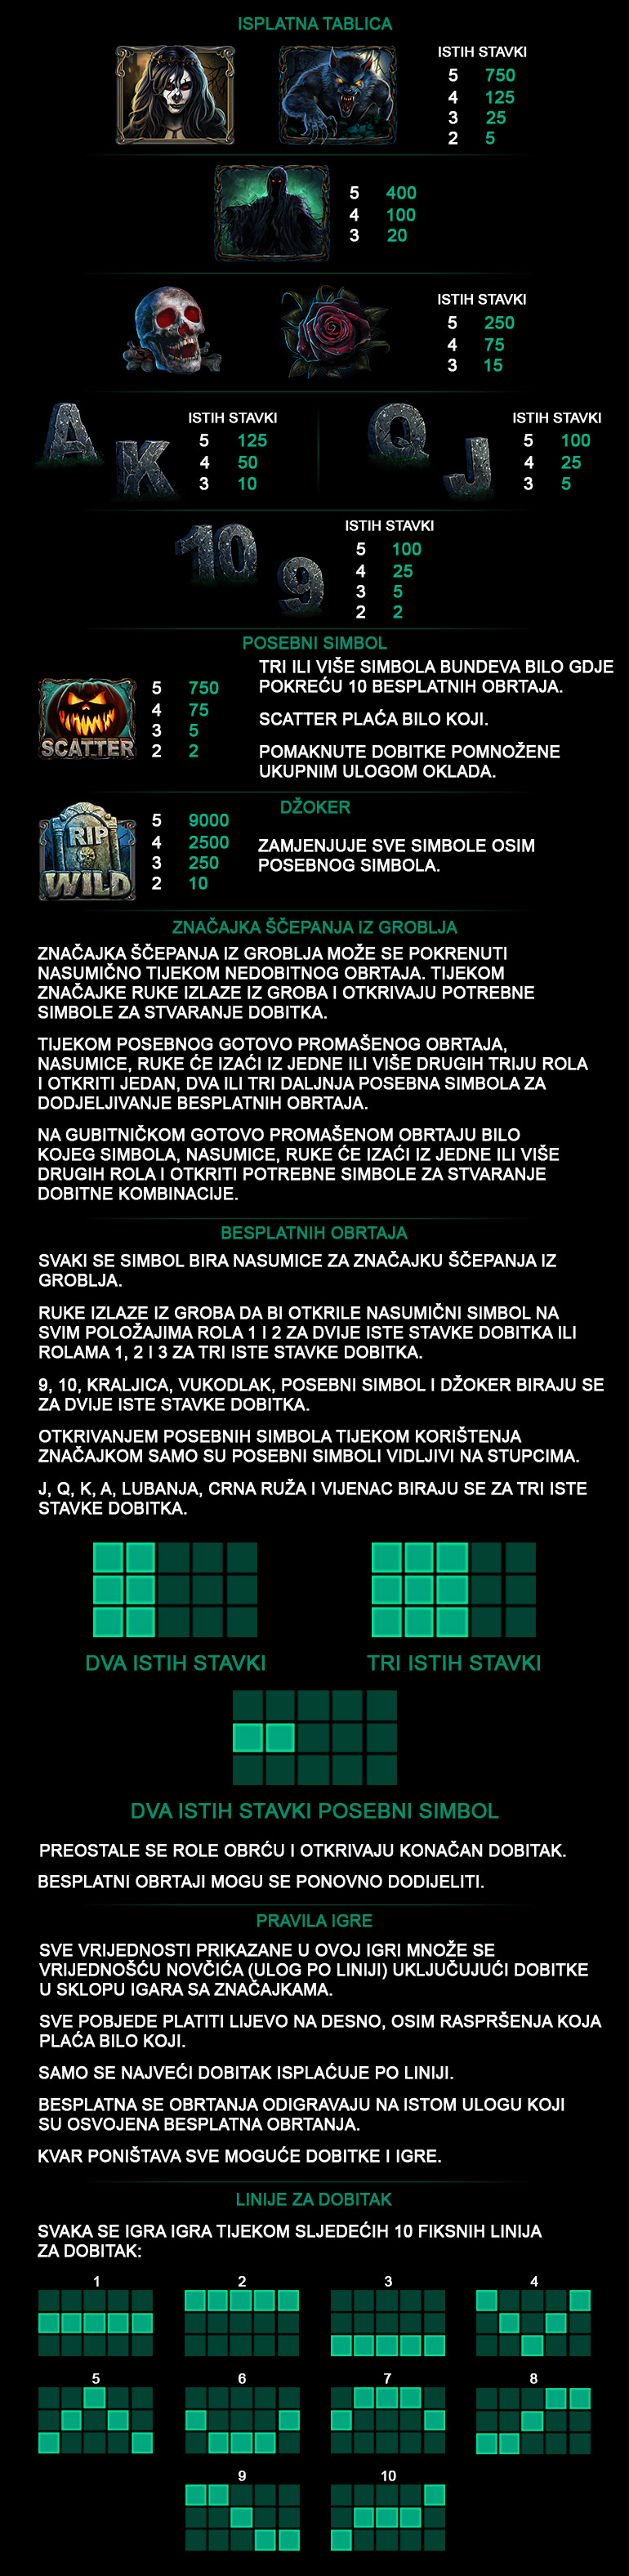 ISPLATNA TABLICA
ISTIH STAVKI
5 750
4 125
3 25
2 5
5 400
4 100
3 20
ISTIH STAVKI
5 250
4 75
3 15
A K
ISTIH STAVKI
5 125
4 50
3 10
Q J
ISTIH STAVKI
5 100
4 25
3 5
10 9
ISTIH STAVKI
5 100
4 25
3 5
2 2
POSEBNI SIMBOL
SCATTER
5 750
4 75
3 5
2 2
TRI ILI VIŠE SIMBOLA BUNDEVA BILO GDJE
POKREĆU 10 BESPLATNIH OBRTAJA.
SCATTER PLAĆA BILO KOJI.
POMAKNUTE DOBITKE POMNOŽENE
UKUPNIM ULOGOM OKLADA.
DŽOKER
RIP
WILD
5 9000
4 2500
3 250
2 10
ZAMJENJUJE SVE SIMBOLE OSIM
POSEBNOG SIMBOLA.
ZNAČAJKA ŠČEPANJA IZ GROBLJA
ZNAČAJKA ŠČEPANJA IZ GROBLJA MOŽE SE POKRENUTI
NASUMIČNO TIJEKOM NEDOBITNOG OBRTAJA. TIJEKOM
ZNAČAJKE RUKE IZLAZE IZ GROBA I OTKRIVAJU POTREBNE
SIMBOLE ZA STVARANJE DOBITKA.
TIJEKOM POSEBNOG GOTOVO PROMAŠENOG OBRTAJA,
NASUMICE, RUKE ĆE IZAĆI IZ JEDNE ILI VIŠE DRUGIH TRIJU ROLA
I OTKRITI JEDAN, DVA ILI TRI DALJNJA POSEBNA SIMBOLA ZA
DODJELJIVANJE BESPLATNIH OBRTAJA.
NA GUBITNIČKOM GOTOVO PROMAŠENOM OBRTAJU BILO
KOJEG SIMBOLA, NASUMICE, RUKE ĆE IZAĆI IZ JEDNE ILI VIŠE
DRUGIH ROLA I OTKRITI POTREBNE SIMBOLE ZA STVARANJE
DOBITNE KOMBINACIJE.
BESPLATNIH OBRTAJA
SVAKI SE SIMBOL BIRA NASUMICE ZA ZNAČAJKU ŠČEPANJA IZ
GROBLJA.
RUKE IZLAZE IZ GROBA DA BI OTKRILE NASUMIČNI SIMBOL NA
SVIM POLOŽAJIMA ROLA 1 I 2 ZA DVIJE ISTE STAVKE DOBITKA ILI
ROLAMA 1, 2 I 3 ZA TRI ISTE STAVKE DOBITKA.
9, 10, KRALJICA, VUKODLAK, POSEBNI SIMBOL I DŽOKER BIRAJU SE
ZA DVIJE ISTE STAVKE DOBITKA.
OTKRIVANJEM POSEBNIH SIMBOLA TIJEKOM KORIŠTENJA
ZNAČAJKOM SAMO SU POSEBNI SIMBOLI VIDLJIVI NA STUPCIMA.
J, Q, K, A, LUBANJA, CRNA RUŽA I VIJENAC BIRAJU SE ZA TRI ISTE
STAVKE DOBITKA.
DVA ISTIH STAVKI
TRI ISTIH STAVKI
DVA ISTIH STAVKI POSEBNI SIMBOL
PREOSTALE SE ROLE OBRĆU I OTKRIVAJU KONAČAN DOBITAK.
BESPLATNI OBRTAJI MOGU SE PONOVNO DODIJELITI.
PRAVILA IGRE
SVE VRIJEDNOSTI PRIKAZANE U OVOJ IGRI MNOŽE SE
VRIJEDNOŠĆU NOVČIĆA (ULOG PO LINIJI) UKLJUČUJUĆI DOBITKE
U SKLOPU IGARA SA ZNAČAJKAMA.
SVE POBJEDE PLATITI LIJEVO NA DESNO, OSIM RASPRŠENJA KOJA
PLAĆA BILO KOJI.
SAMO SE NAJVEĆI DOBITAK ISPLAĆUJE PO LINIJI.
BESPLATNA SE OBRTANJA ODIGRAVAJU NA ISTOM ULOGU KOJI
SU OSVOJENA BESPLATNA OBRTANJA.
KVAR PONIŠTAVA SVE MOGUĆE DOBITKE I IGRE.
LINIJE ZA DOBITAK
SVAKA SE IGRA IGRA TIJEKOM SLJEDEĆIH 10 FIKSNIH LINIJA
ZA DOBITAK:
1 2 3 4
5 6 7 8
9 10